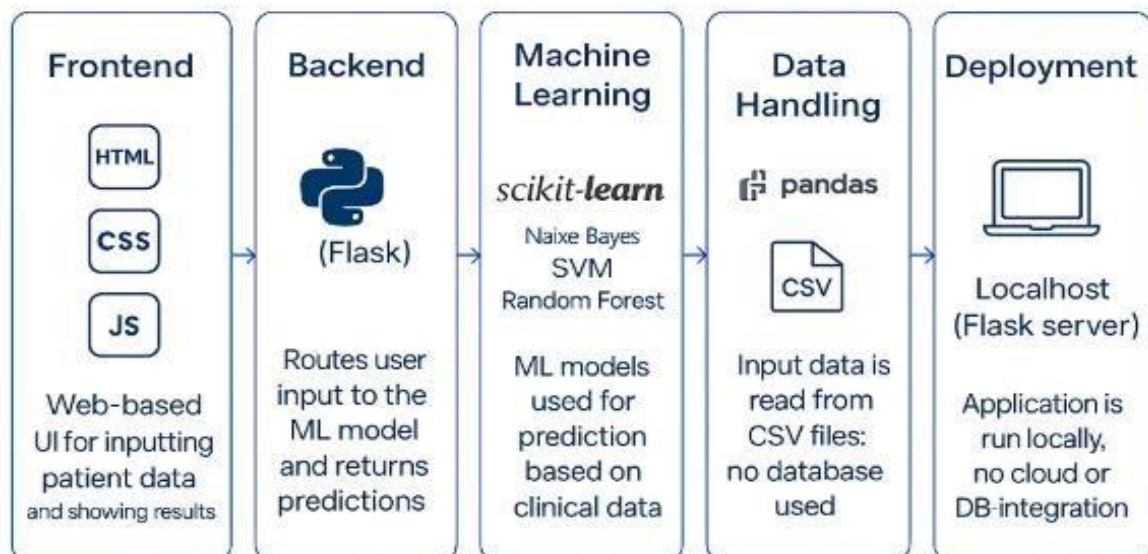 Frontend
HTML
CSS
JS
Web-based
UI for inputting
patient data
and showing results
Backend
(Flask)
Routes user
input to the
ML model
and returns
predictions
Machine
Learning
scikit-learn
Naixe Bayes
SVM
Random Forest
ML models
used for
prediction
based on
clinical data
Data
Handling
pandas
CSV
Input data is
read from
CSV files:
no database
used
Deployment
Localhost
(Flask server)
Application is
run locally,
no cloud or
DB-integration